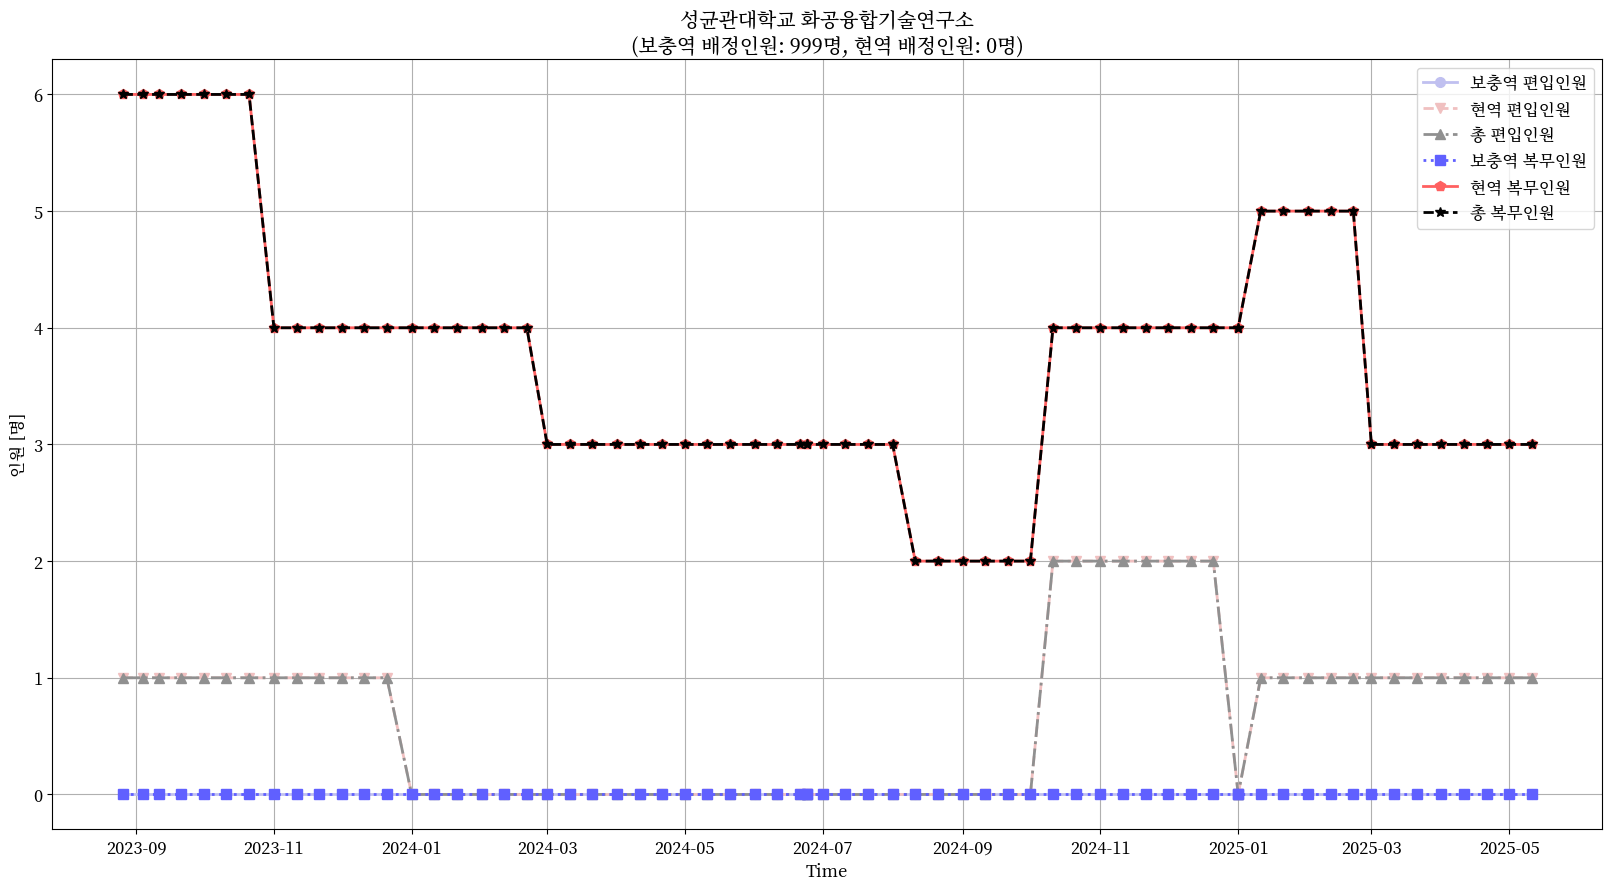 성균관대학교 화공융합기술연구소
(보충역 배정인원: 999명, 현역 배정인원: 0명)
보충역 편입인원
현역 편입인원
총 편입인원
보충역 복무인원
현역 복무인원
총 복무인원
인원 [명]
6
5
4
3
2
1
0
2023-09 2023-11 2024-01 2024-03 2024-05 2024-07 2024-09 2024-11 2025-01 2025-03 2025-05
Time